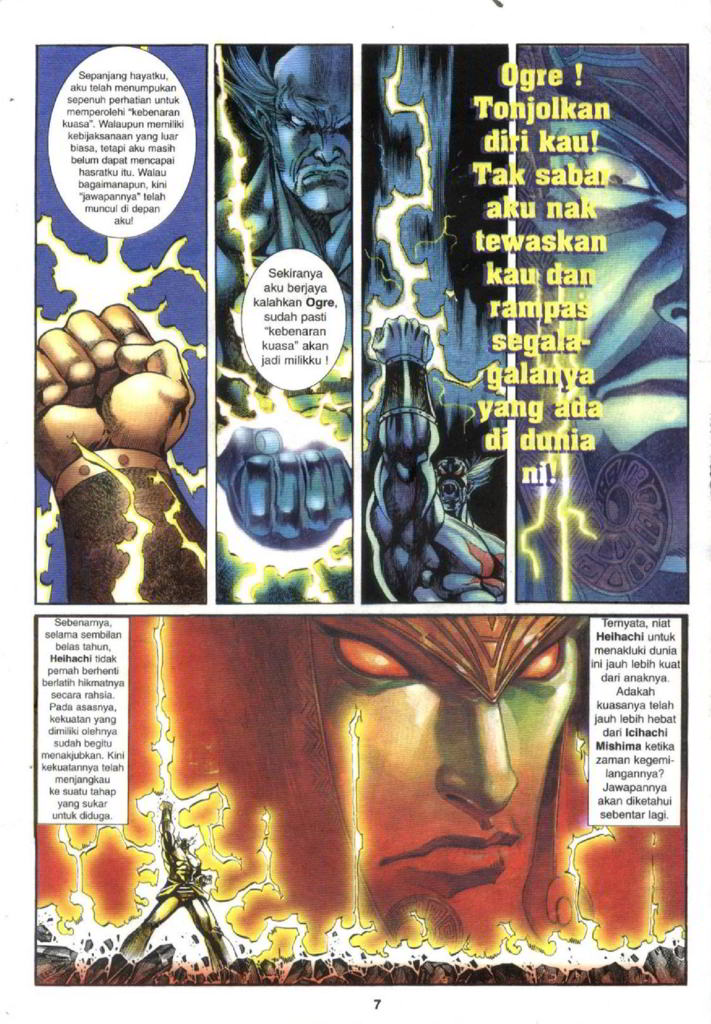 Sepanjang hayatku,
aku telah menumpukan
sepenuh perhatian untuk
memperolehi "kebenaran
kuasa". Walaupun memiliki
kebijaksanaan yang luar
biasa, tetapi aku masih
belum dapat mencapai
hasratku itu. Walau
bagaimanapun, kini
"jawapannya" telah
muncul di depan
aku!
Sekiranya
aku berjaya
kalahkan Ogre,
sudah pasti
"kebenaran
kuasa" akan
jadi milikku !
Ogre !
Tonjolkan
diri kau!
Tak sabar
aku nak
tewaskan
kau dan
rampas
segala-
galanya
yang ada
di dunia
ni!
Sebenarnya,
selama sembilan
belas tahun,
Heihachi tidak
pernah berhenti
berlatih hikmatnya
secara rahsia.
Pada asasnya,
kekuatan yang
dimiliki olehnya
sudah begitu
menakjubkan. Kini
kekuatannya telah
menjangkau
ke suatu tahap
yang sukar
untuk diduga.
Ternyata, niat
Heihachi untuk
menakluki dunia
ini jauh lebih kuat
dari anaknya.
Adakah
kuasanya telah
jauh lebih hebat
dari Icihachi
Mishima ketika
zaman kegemi-
langannya?
Jawapannya
akan diketahui
sebentar lagi.
7